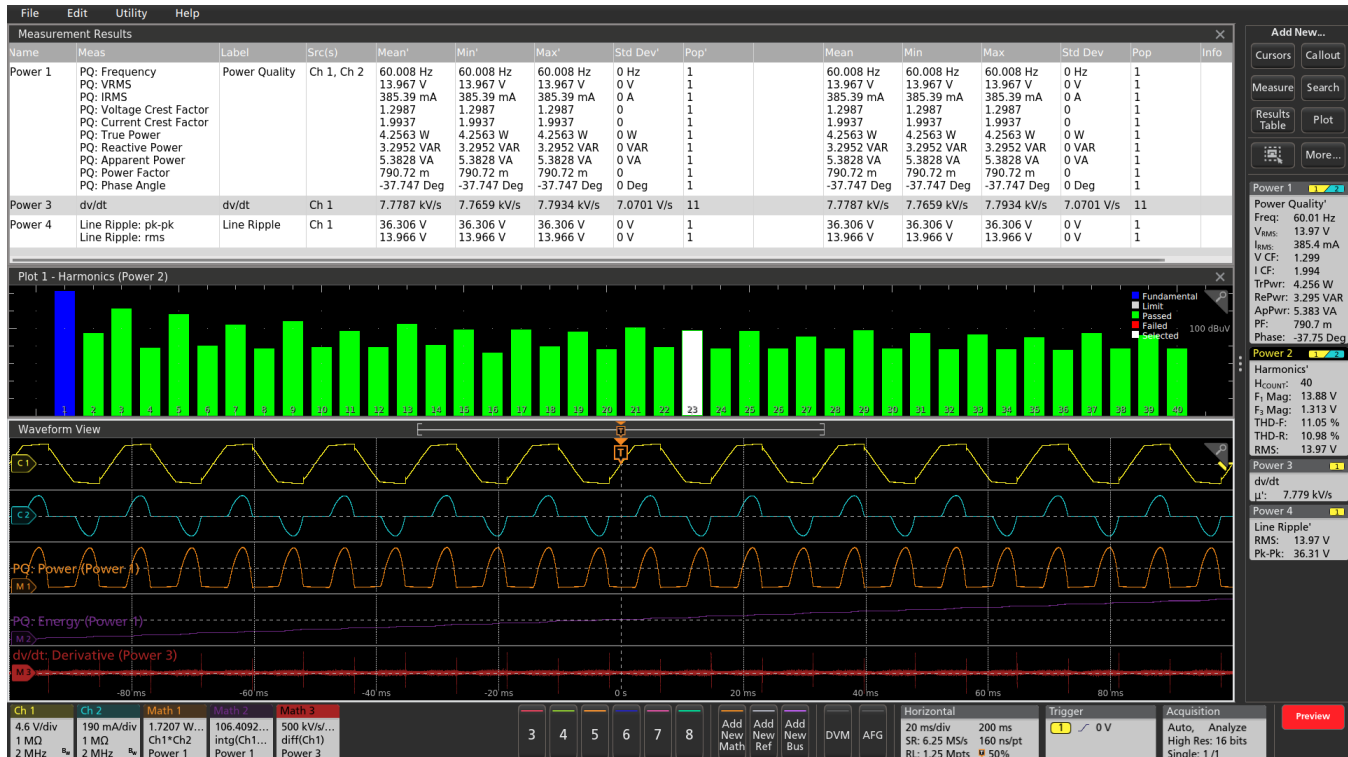 File Edit Utility Help
Measurement Results
Name Meas Label Src(s) Mean' Min' Max' Std Dev' Pop' Mean Min Max Std Dev Pop Info
Power 1 PQ: Frequency Power Quality Ch 1, Ch 2 60.008 Hz 60.008 Hz 60.008 Hz 0 Hz 1 60.008 Hz 60.008 Hz 60.008 Hz 0 Hz 1
PQ: VRMS 13.967 V 13.967 V 13.967 V 0 V 1 13.967 V 13.967 V 13.967 V 0 V 1
PQ: IRMS 385.39 mA 385.39 mA 385.39 mA 0 A 1 385.39 mA 385.39 mA 385.39 mA 0 A 1
PQ: Voltage Crest Factor 1.2987 1.2987 1.2987 0 1 1.2987 1.2987 1.2987 0 1
PQ: Current Crest Factor 1.9937 1.9937 1.9937 0 1 1.9937 1.9937 1.9937 0 1
PQ: True Power 4.2563 W 4.2563 W 4.2563 W 0 W 1 4.2563 W 4.2563 W 4.2563 W 0 W 1
PQ: Reactive Power 3.2952 VAR 3.2952 VAR 3.2952 VAR 0 VAR 1 3.2952 VAR 3.2952 VAR 3.2952 VAR 0 VAR 1
PQ: Apparent Power 5.3828 VA 5.3828 VA 5.3828 VA 0 VA 1 5.3828 VA 5.3828 VA 5.3828 VA 0 VA 1
PQ: Power Factor 790.72 m 790.72 m 790.72 m 0 1 790.72 m 790.72 m 790.72 m 0 1
PQ: Phase Angle -37.747 Deg -37.747 Deg -37.747 Deg 0 Deg 1 -37.747 Deg -37.747 Deg -37.747 Deg 0 Deg 1
Power 3 dv/dt dv/dt Ch 1 7.7787 kV/s 7.7659 kV/s 7.7934 kV/s 7.0701 V/s 11 7.7787 kV/s 7.7659 kV/s 7.7934 kV/s 7.0701 V/s 11
Power 4 Line Ripple: pk-pk Line Ripple Ch 1 36.306 V 36.306 V 36.306 V 0 V 1 36.306 V 36.306 V 36.306 V 0 V 1
Line Ripple: rms 13.966 V 13.966 V 13.966 V 0 V 1 13.966 V 13.966 V 13.966 V 0 V 1
Plot 1 - Harmonics (Power 2)
Fundamental
Limit
Passed
Failed
Selected
100 dBuV
1 2 3 4 5 6 7 8 9 10 11 12 13 14 15 16 17 18 19 20 21 22 23 24 25 26 27 28 29 30 31 32 33 34 35 36 37 38 39 40
Waveform View
T
T
C 1
C 2
PQ: Power (Power 1)
M 1
PQ: Energy (Power 1)
M 2
dv/dt: Derivative (Power 3)
M 3
-80 ms -60 ms -40 ms -20 ms 0 s 20 ms 40 ms 60 ms 80 ms
Add New...
Cursors Callout
Measure Search
Results Table Plot
More...
Power 1 1 2
Power Quality'
Freq: 60.01 Hz
VRMS: 13.97 V
IRMS: 385.4 mA
V CF: 1.299
I CF: 1.994
TrPwr: 4.256 W
RePwr: 3.295 VAR
ApPwr: 5.383 VA
PF: 790.7 m
Phase: -37.75 Deg
Power 2 1 2
Harmonics'
HCOUNT: 40
F1 Mag: 13.88 V
F3 Mag: 1.313 V
THD-F: 11.05 %
THD-R: 10.98 %
RMS: 13.97 V
Power 3 1
dv/dt
µ': 7.779 kV/s
Power 4 1
Line Ripple'
RMS: 13.97 V
Pk-Pk: 36.31 V
Ch 1
4.6 V/div
1 MΩ
2 MHz Bw
Ch 2
190 mA/div
1 MΩ
2 MHz Bw
Math 1
1.7207 W...
Ch1*Ch2
Power 1
Math 2
106.4092...
intg(Ch1...
Power 1
Math 3
500 kV/s...
diff(Ch1)
Power 3
3 4 5 6 7 8
Add New Math
Add New Ref
Add New Bus
DVM AFG
Horizontal
20 ms/div 200 ms
SR: 6.25 MS/s 160 ns/pt
RL: 1.25 Mpts 50%
Trigger
1 0 V
Acquisition
Auto, Analyze
High Res: 16 bits
Single: 1/1
Preview